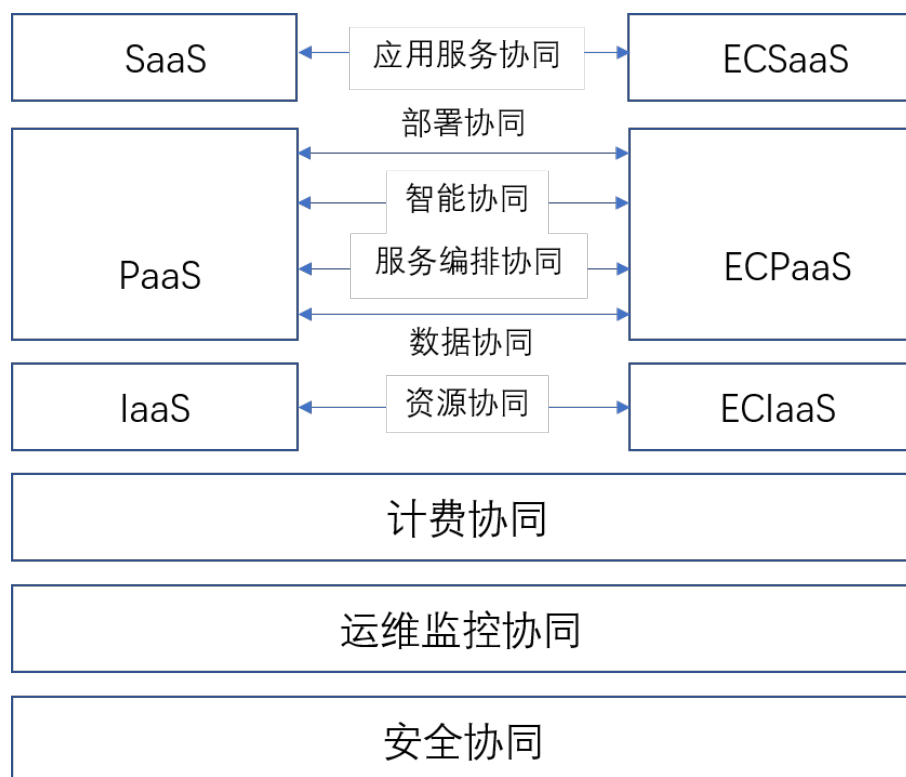 SaaS
应用服务协同
ECSaaS
部署协同
智能协同
PaaS
服务编排协同
ECPaaS
数据协同
IaaS
资源协同
ECIaaS
计费协同
运维监控协同
安全协同